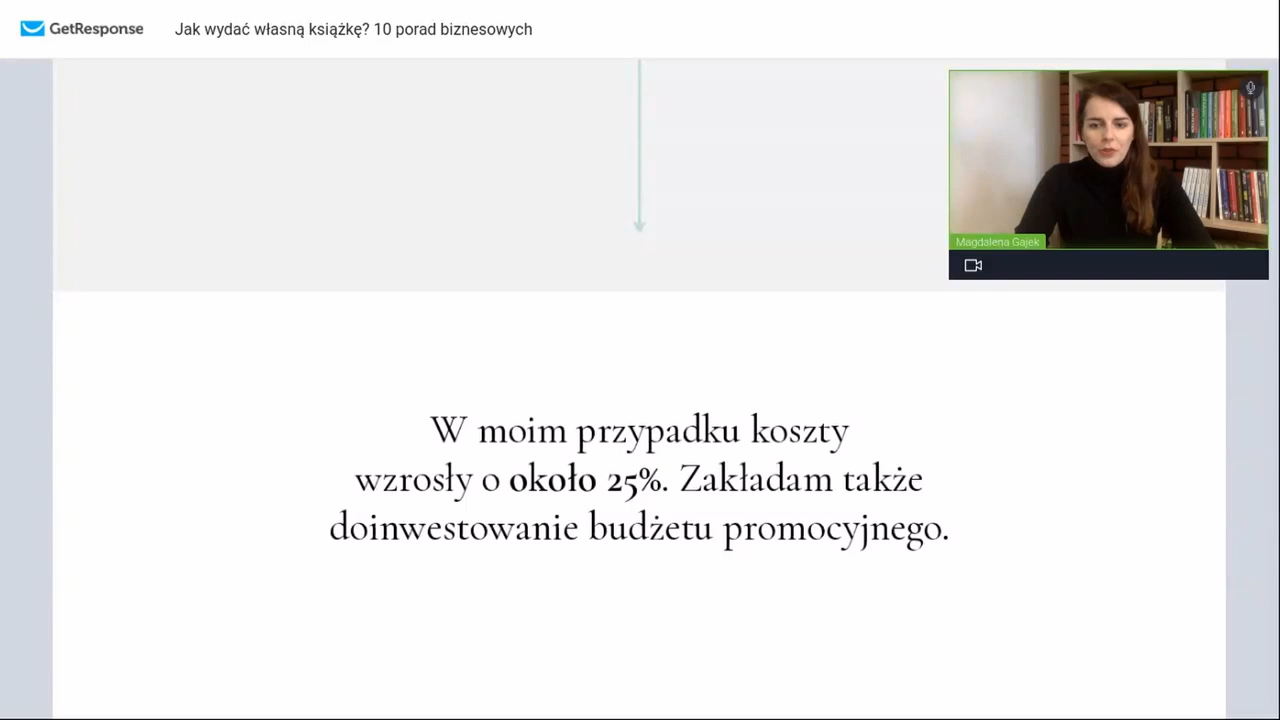 GetResponse
Jak wydać własną książkę? 10 porad biznesowych
Magdalena Gajek
W moim przypadku koszty
wzrosły o około 25%. Zakładam także
doinwestowanie budżetu promocyjnego.